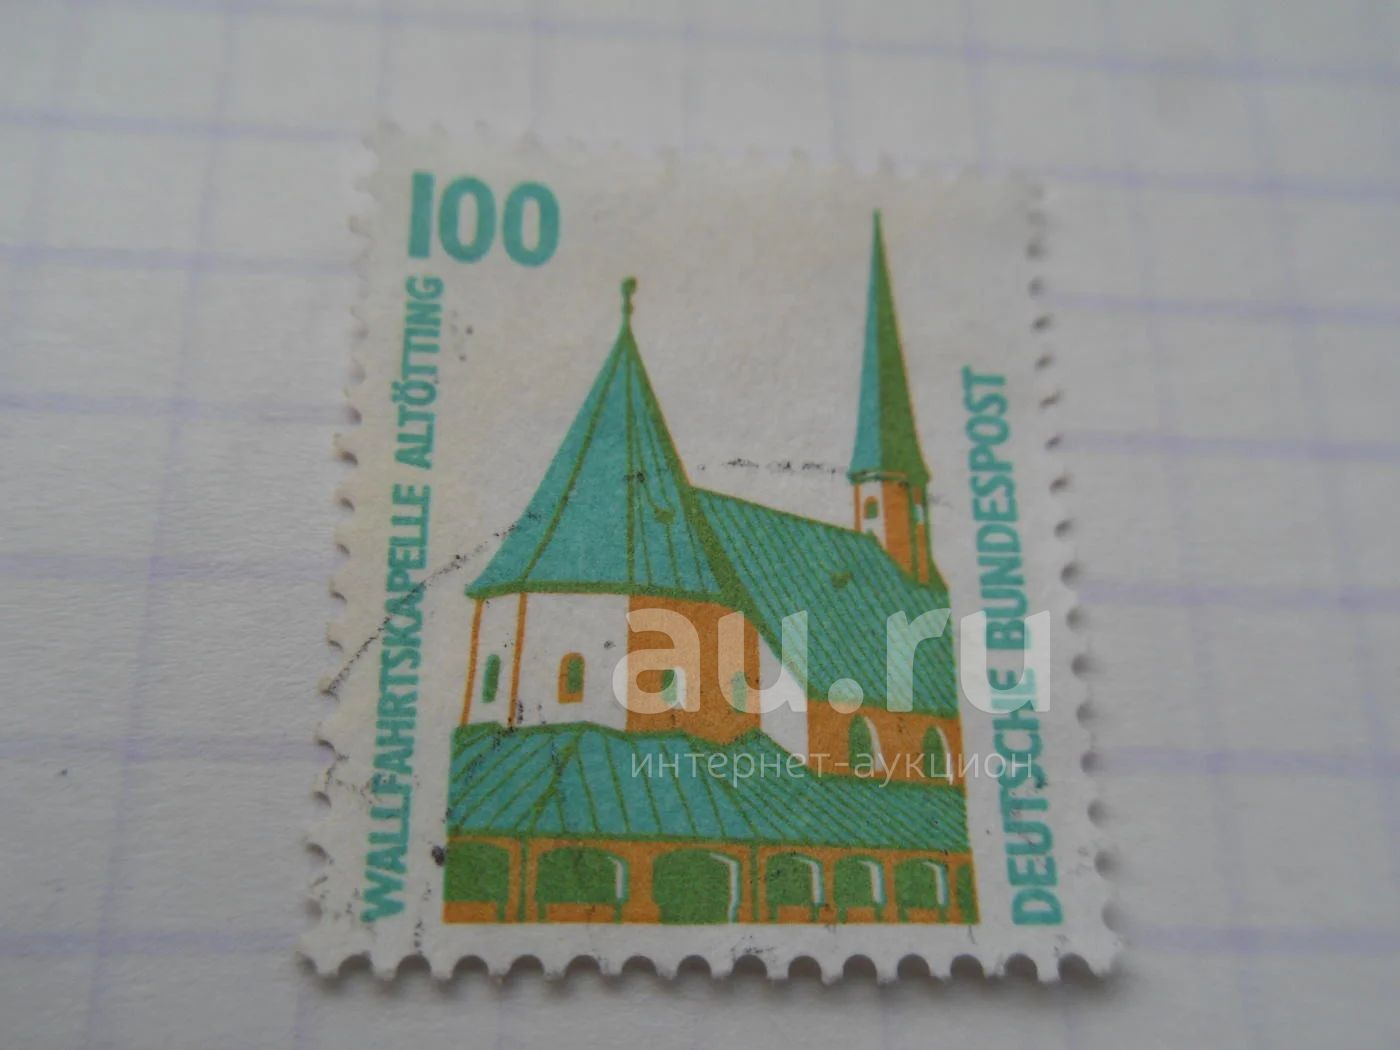 100
WALLFAHRTSKAPELLE ALTÖTTING
DEUTSCHE BUNDESPOST
au.ru
интернет-аукцион